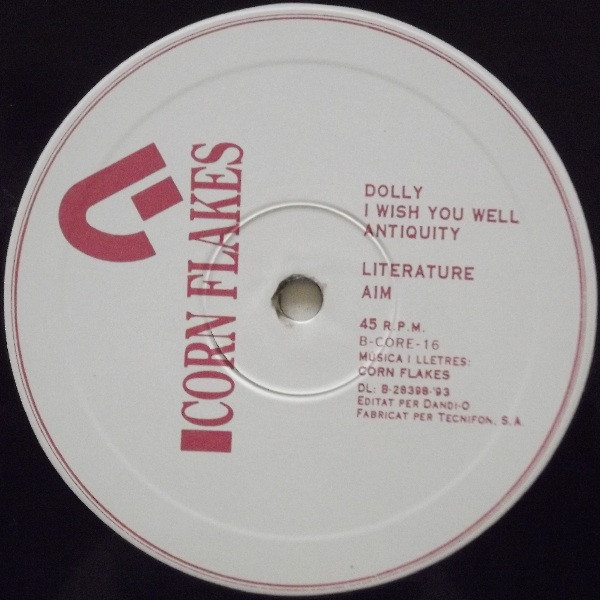 CORN FLAKES
DOLLY
I WISH YOU WELL
ANTIQUITY
LITERATURE
AIM
45 R.P.M.
B-CORE-16
MÚSICA I LLETRES:
CORN FLAKES
DL: B-28398-'93
EDITAT PER DANDI-O
FABRICAT PER TECNIFON, S.A.